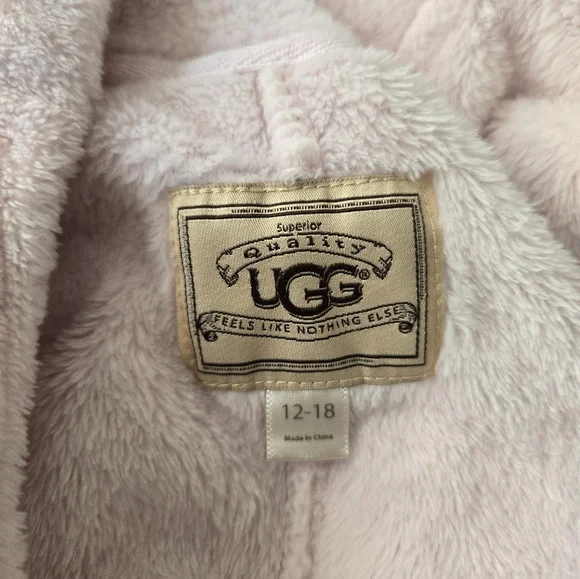 Superior
Quality
UGG®
FEELS LIKE NOTHING ELSE
12-18
Made in China